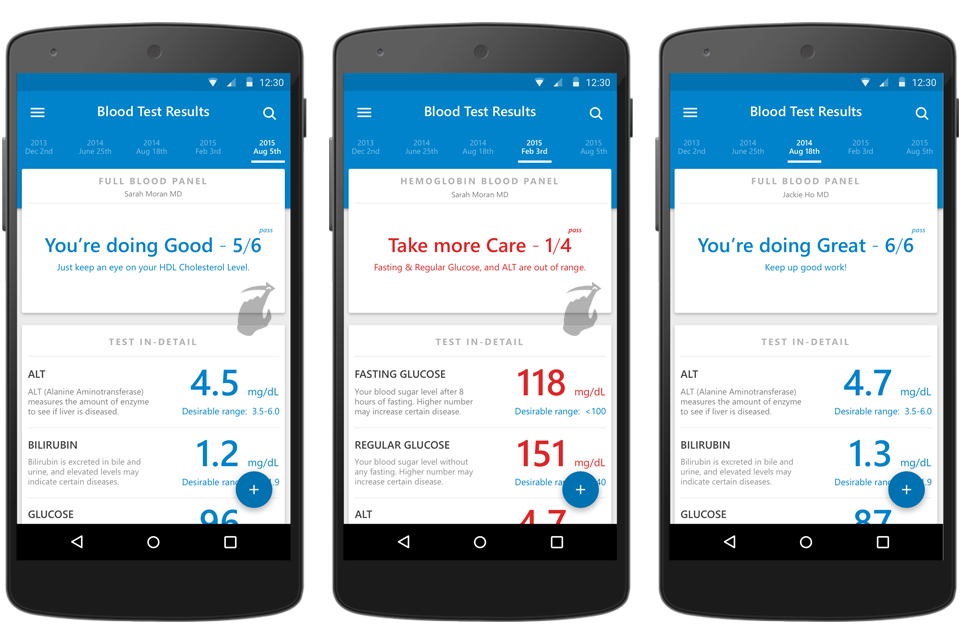 12:30
Blood Test Results
2013 2014 2014 2015 2015
Dec 2nd June 25th Aug 18th Feb 3rd Aug 5th
FULL BLOOD PANEL
Sarah Moran MD
pass
You're doing Good - 5/6
Just keep an eye on your HDL Cholesterol Level.
TEST IN-DETAIL
ALT
4.5 mg/dL
ALT (Alanine Aminotransferase)
measures the amount of enzyme
to see if liver is diseased.
Desirable range: 3.5-6.0
BILIRUBIN
1.2 mg/dL
Bilirubin is excreted in bile and
urine, and elevated levels may
indicate certain diseases.
Desirable
+
GLUCOSE
96
12:30
Blood Test Results
2013 2014 2014 2015 2015
Dec 2nd June 25th Aug 18th Feb 3rd Aug 5th
HEMOGLOBIN BLOOD PANEL
Sarah Moran MD
pass
Take more Care - 1/4
Fasting & Regular Glucose, and ALT are out of range.
TEST IN-DETAIL
FASTING GLUCOSE
118 mg/dL
Your blood sugar level after 8
hours of fasting. Higher number
may increase certain disease.
Desirable range: <100
REGULAR GLUCOSE
151 mg/dL
Your blood sugar level without
any fasting. Higher number may
increase certain disease.
Desirable
+
ALT
4.7
12:30
Blood Test Results
2013 2014 2014 2015 2015
Dec 2nd June 25th Aug 18th Feb 3rd Aug 5th
FULL BLOOD PANEL
Jackie Ho MD
pass
You're doing Great - 6/6
Keep up good work!
TEST IN-DETAIL
ALT
4.7 mg/dL
ALT (Alanine Aminotransferase)
measures the amount of enzyme
to see if liver is diseased.
Desirable range: 3.5-6.0
BILIRUBIN
1.3 mg/dL
Bilirubin is excreted in bile and
urine, and elevated levels may
indicate certain diseases.
Desirable
+
GLUCOSE
87